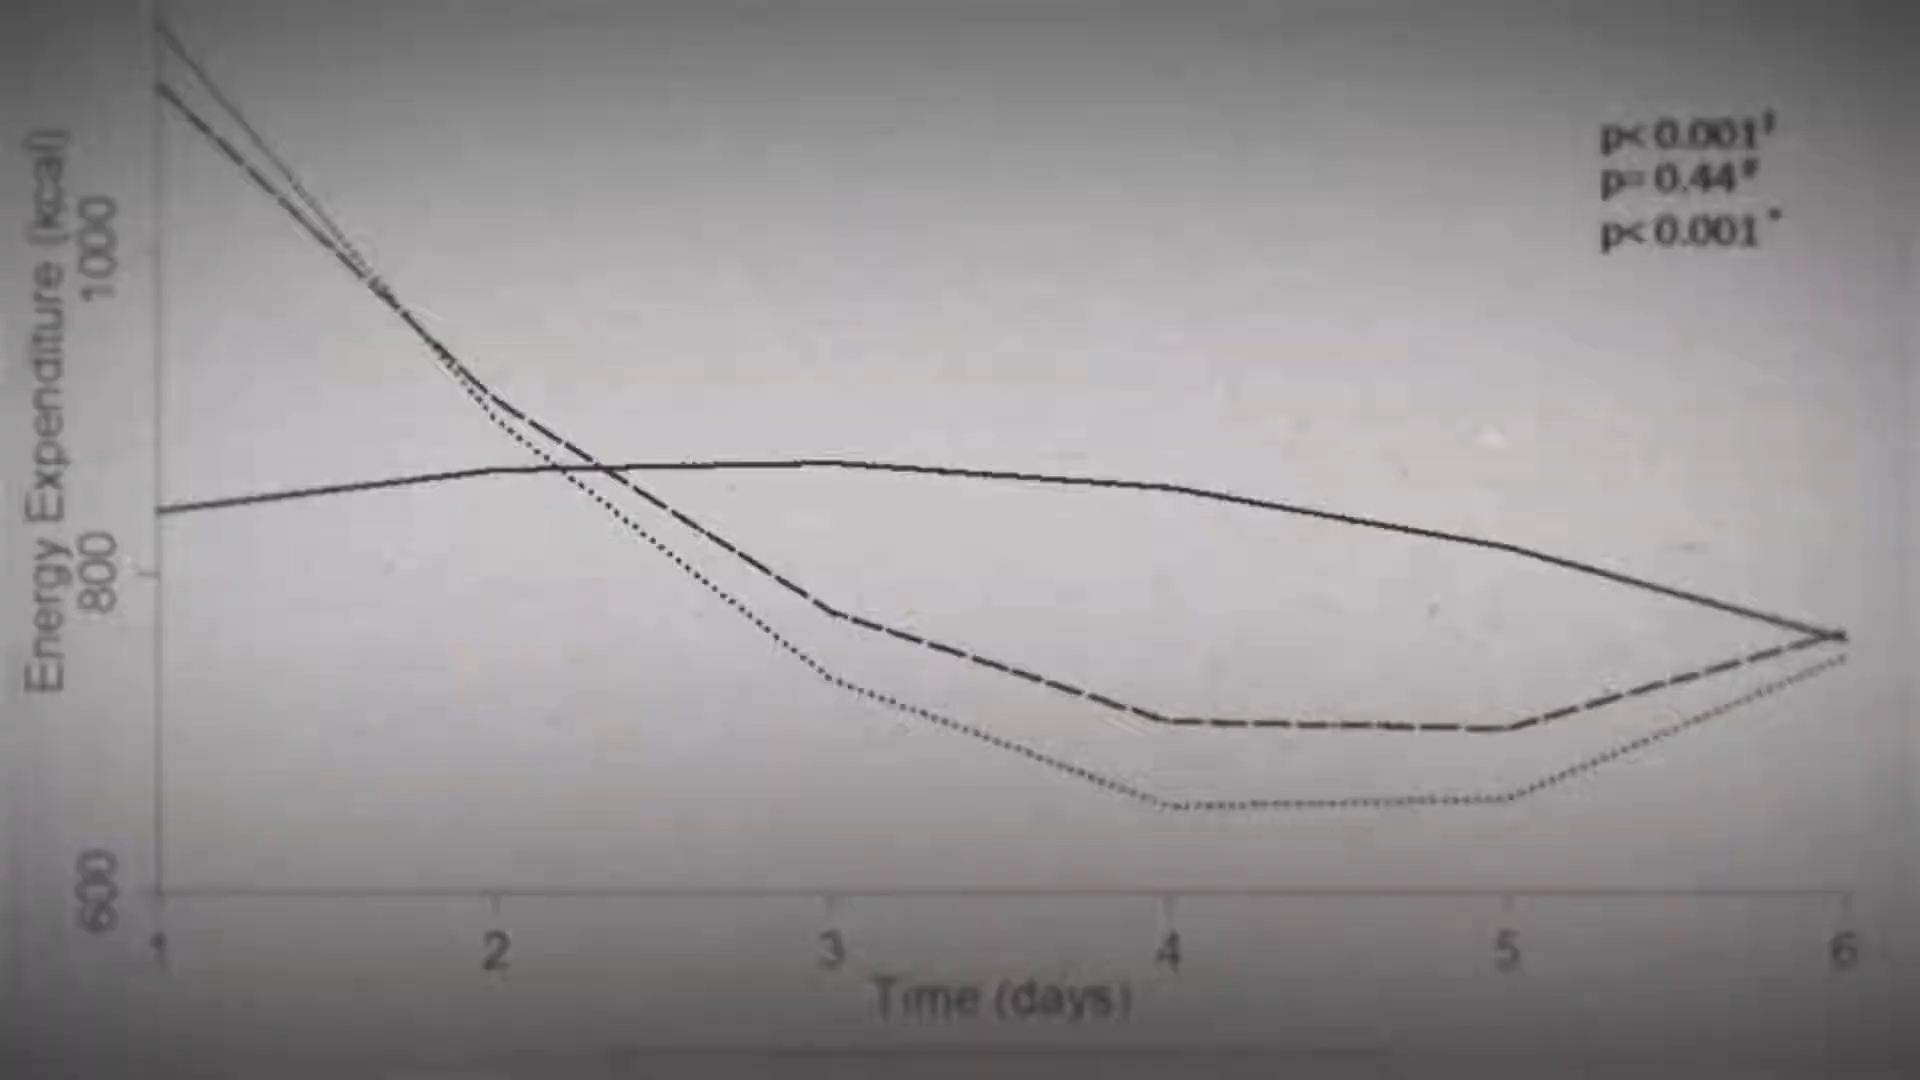 p< 0.001‡
p= 0.44#
p< 0.001*
Energy Expenditure (kcal)
1000
800
600
1
2
3
4
5
6
Time (days)